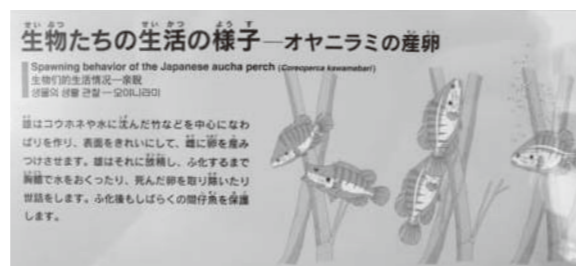 生物たちの生活の様子—オヤニラミの産卵
Spawning behavior of the Japanese aucha perch (Coreoperca kawamebari)
生物们的生活情况—亲睨
생물의 생활 관찰—오야니라미
雄はコウホネや水に沈んだ竹などを中心になわ
ばりを作り、表面をきれいにして、雌に卵を産み
つけさせます。雄はそれに放精し、ふ化するまで
胸鰭で水をおくったり、死んだ卵を取り除いたり
世話をします。ふ化後もしばらくの間仔魚を保護
します。